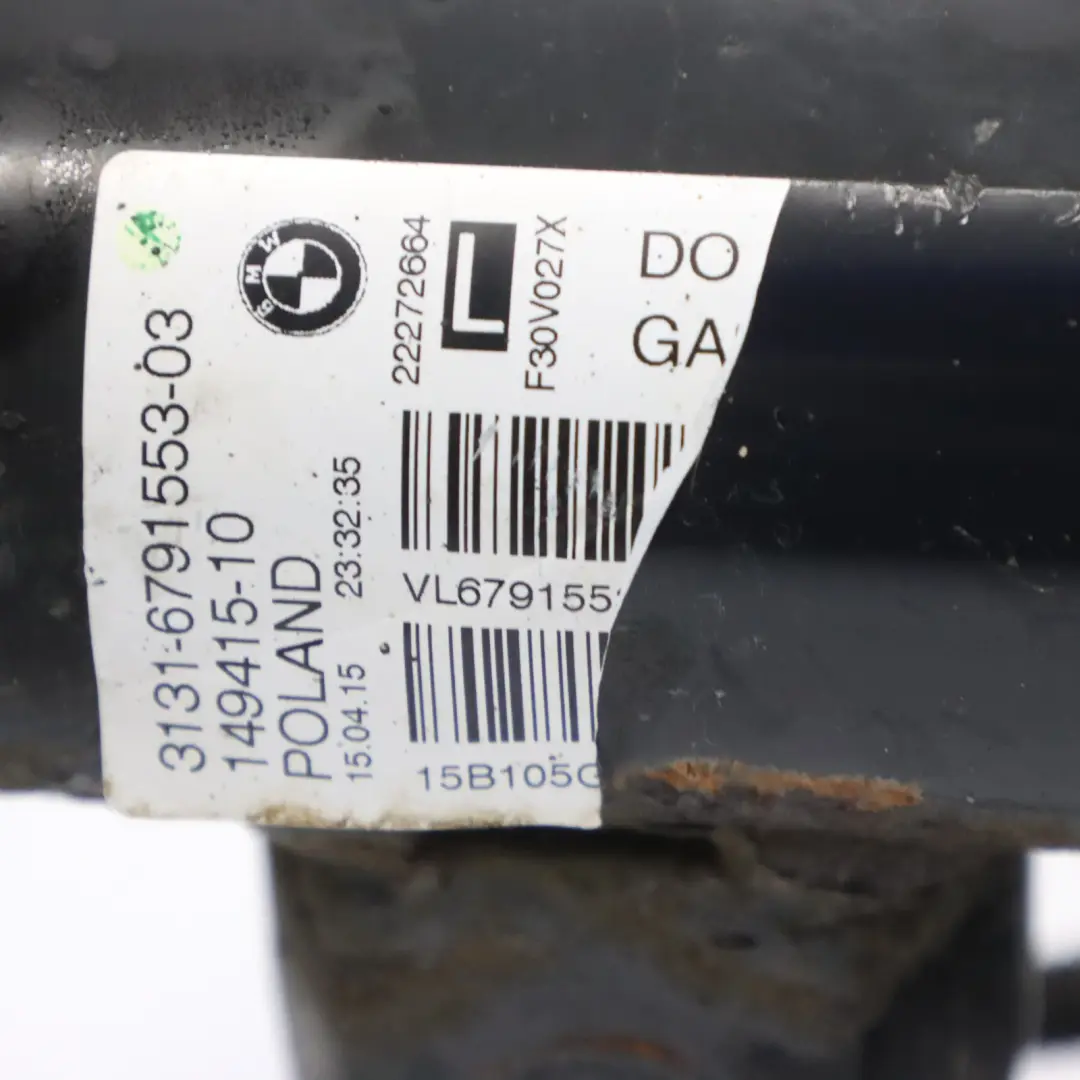 BMW
3131-6791553-03
149415-10
POLAND
15.04.15 23:32:35
22272664
L
F30V027X
DO
GA
VL679155
15B105G